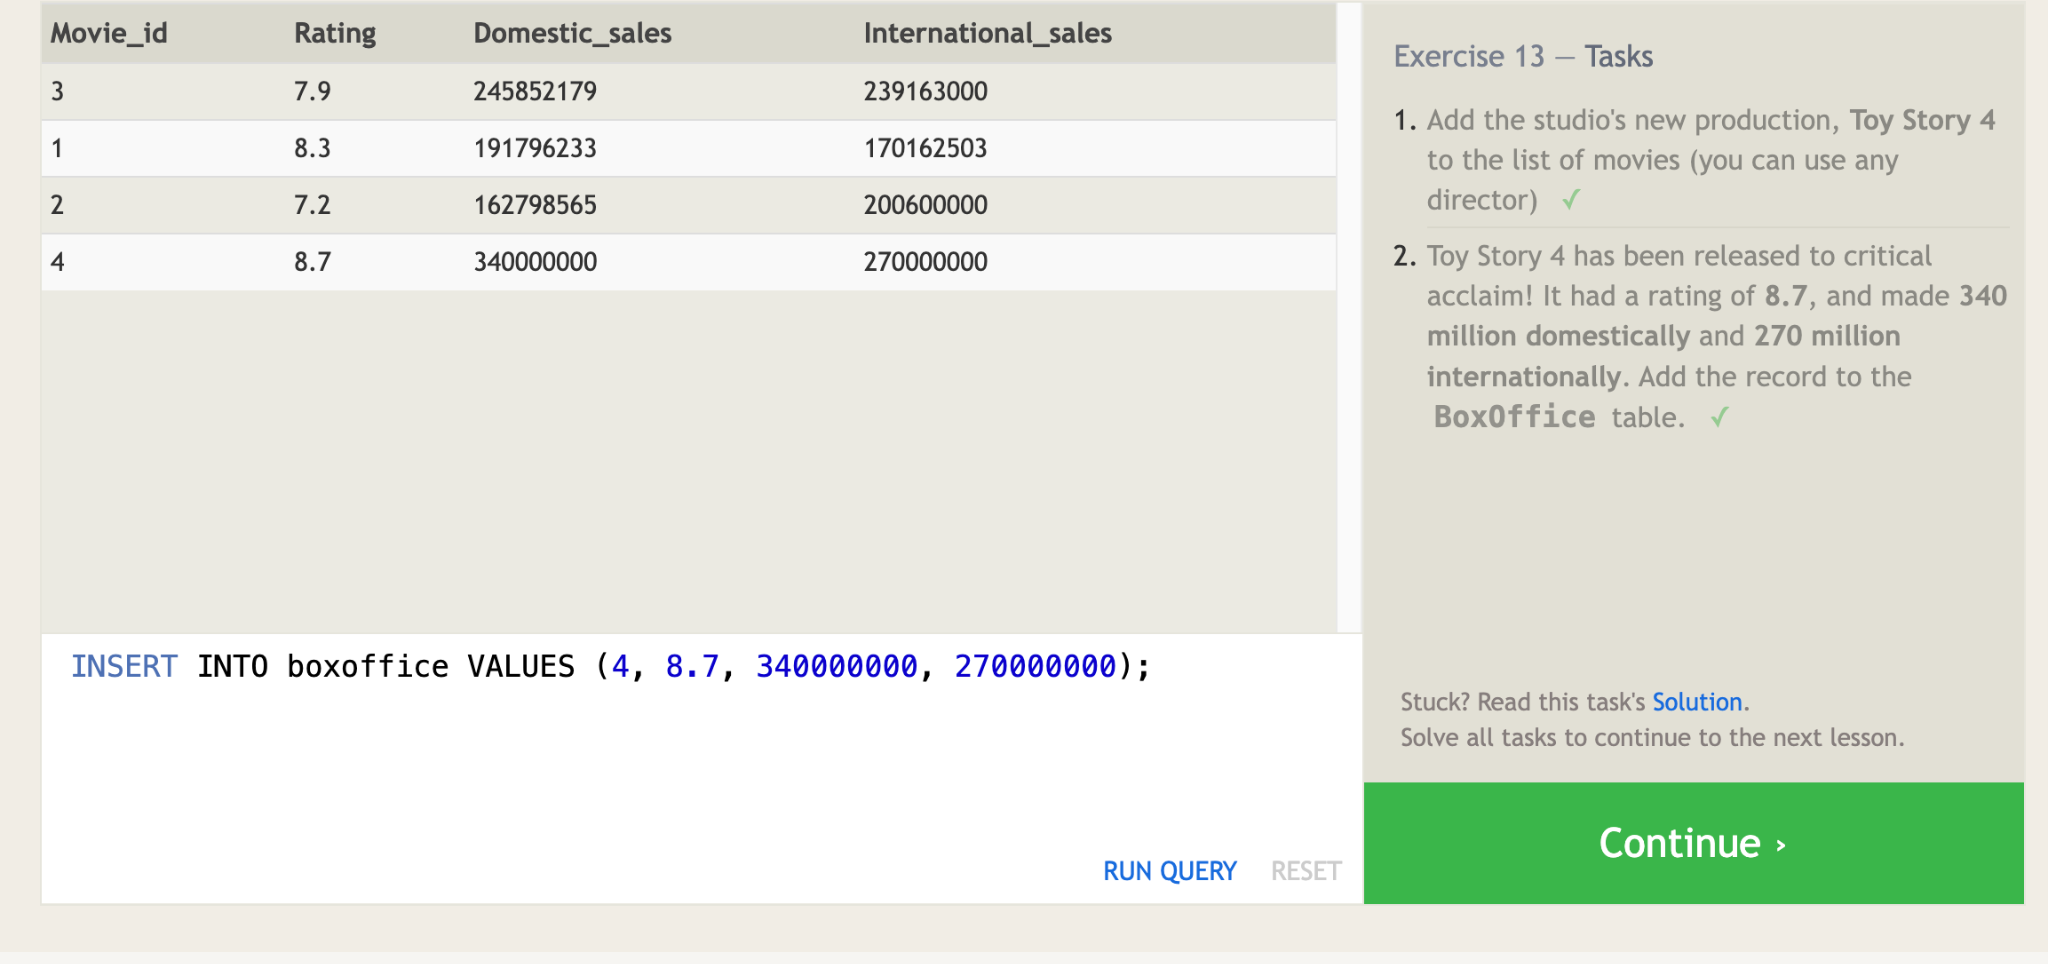 Movie_id Rating Domestic_sales International_sales
3 7.9 245852179 239163000
1 8.3 191796233 170162503
2 7.2 162798565 200600000
4 8.7 340000000 270000000
INSERT INTO boxoffice VALUES (4, 8.7, 340000000, 270000000);
RUN QUERY RESET
Exercise 13 — Tasks
1. Add the studio's new production, Toy Story 4
to the list of movies (you can use any
director) ✓
2. Toy Story 4 has been released to critical
acclaim! It had a rating of 8.7, and made 340
million domestically and 270 million
internationally. Add the record to the
BoxOffice table. ✓
Stuck? Read this task's Solution.
Solve all tasks to continue to the next lesson.
Continue ›